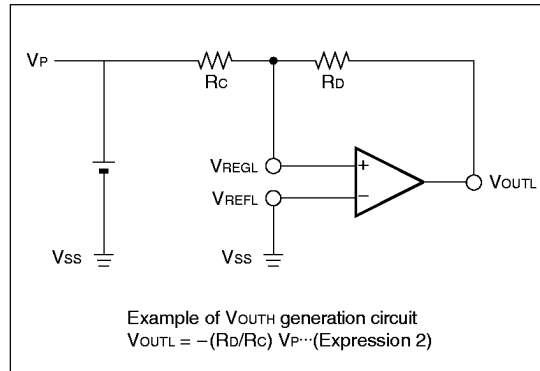 VP
RC
RD
VREGL
+
VREFL
−
VOUTL
VSS
VSS
Example of VOUTH generation circuit
VOUTL = −(RD/RC) VP···(Expression 2)